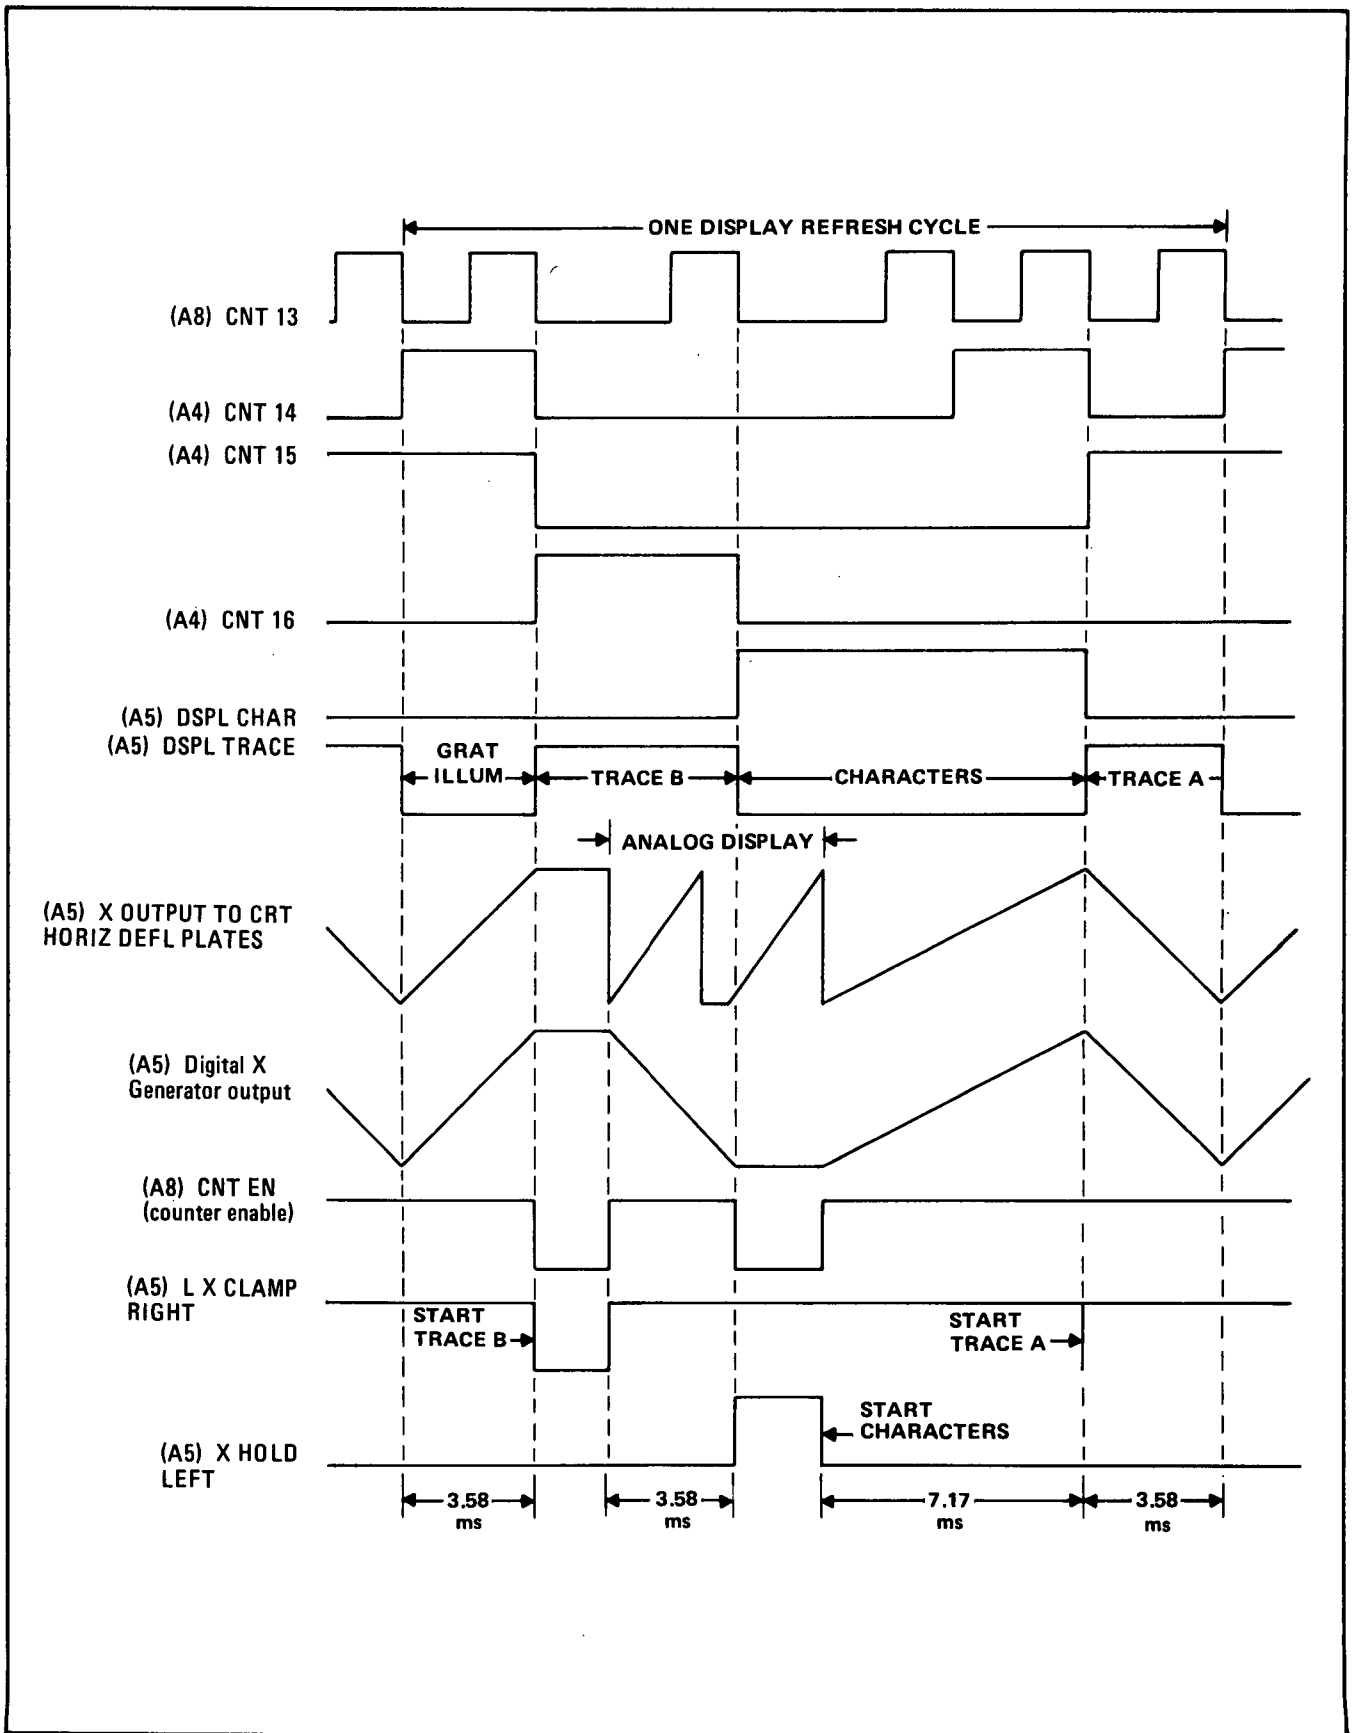 ONE DISPLAY REFRESH CYCLE
(A8) CNT 13
(A4) CNT 14
(A4) CNT 15
(A4) CNT 16
(A5) DSPL CHAR
(A5) DSPL TRACE
GRAT
ILLUM
TRACE B
CHARACTERS
TRACE A
ANALOG DISPLAY
(A5) X OUTPUT TO CRT
HORIZ DEFL PLATES
(A5) Digital X
Generator output
(A8) CNT EN
(counter enable)
(A5) L X CLAMP
RIGHT
START
TRACE B
START
TRACE A
START
CHARACTERS
(A5) X HOLD
LEFT
3.58
ms
3.58
ms
7.17
ms
3.58
ms